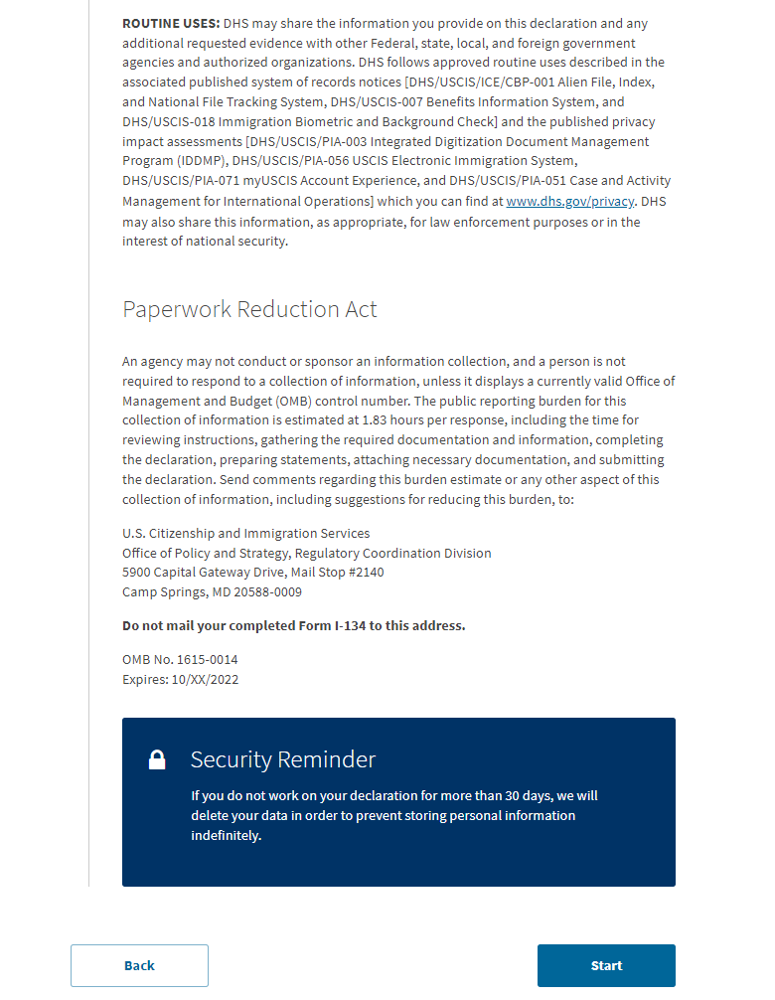 ROUTINE USES: DHS may share the information you provide on this declaration and any
additional requested evidence with other Federal, state, local, and foreign government
agencies and authorized organizations. DHS follows approved routine uses described in the
associated published system of records notices [DHS/USCIS/ICE/CBP-001 Alien File, Index,
and National File Tracking System, DHS/USCIS-007 Benefits Information System, and
DHS/USCIS-018 Immigration Biometric and Background Check] and the published privacy
impact assessments [DHS/USCIS/PIA-003 Integrated Digitization Document Management
Program (IDDMP), DHS/USCIS/PIA-056 USCIS Electronic Immigration System,
DHS/USCIS/PIA-071 myUSCIS Account Experience, and DHS/USCIS/PIA-051 Case and Activity
Management for International Operations] which you can find at www.dhs.gov/privacy. DHS
may also share this information, as appropriate, for law enforcement purposes or in the
interest of national security.
Paperwork Reduction Act
An agency may not conduct or sponsor an information collection, and a person is not
required to respond to a collection of information, unless it displays a currently valid Office of
Management and Budget (OMB) control number. The public reporting burden for this
collection of information is estimated at 1.83 hours per response, including the time for
reviewing instructions, gathering the required documentation and information, completing
the declaration, preparing statements, attaching necessary documentation, and submitting
the declaration. Send comments regarding this burden estimate or any other aspect of this
collection of information, including suggestions for reducing this burden, to:
U.S. Citizenship and Immigration Services
Office of Policy and Strategy, Regulatory Coordination Division
5900 Capital Gateway Drive, Mail Stop #2140
Camp Springs, MD 20588-0009
Do not mail your completed Form I-134 to this address.
OMB No. 1615-0014
Expires: 10/XX/2022
Security Reminder
If you do not work on your declaration for more than 30 days, we will
delete your data in order to prevent storing personal information
indefinitely.
Back
Start